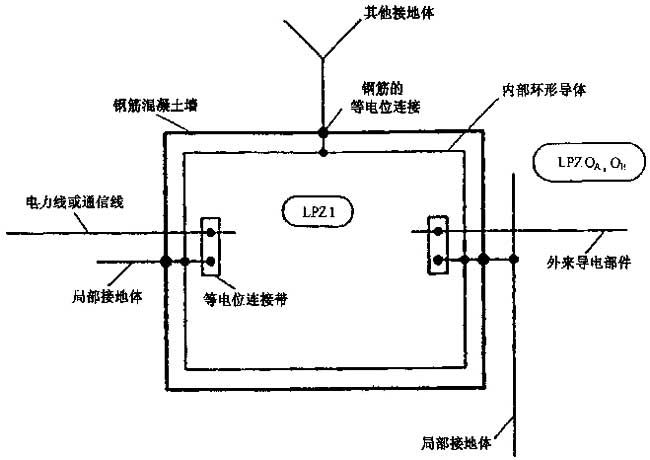 其他接地体
钢筋的
等电位连接
内部环形导体
钢筋混凝土墙
LPZ O_A, O_B
电力线或通信线
LPZ1
外来导电部件
局部接地体
等电位连接带
局部接地体